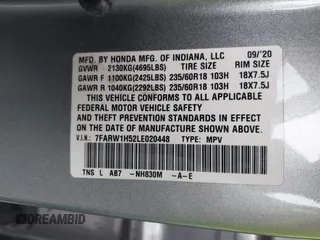 MFD. BY HONDA MFG. OF INDIANA, LLC 09/'20
GVWR 2130KG(4695LBS) TIRE SIZE RIM SIZE
GAWR F 1100KG(2425LBS) 235/60R18 103H 18X7.5J
GAWR R 1040KG(2292LBS) 235/60R18 103H 18X7.5J
THIS VEHICLE CONFORMS TO ALL APPLICABLE
FEDERAL MOTOR VEHICLE SAFETY, BUMPER, AND
THEFT PREVENTION STANDARDS IN EFFECT ON THE DATE
OF MANUFACTURE SHOWN ABOVE.
V.I.N.: 7FARW1H52LE020448 TYPE: MPV
TNS L AB7 -NH830M -A-E
IDRAMBID